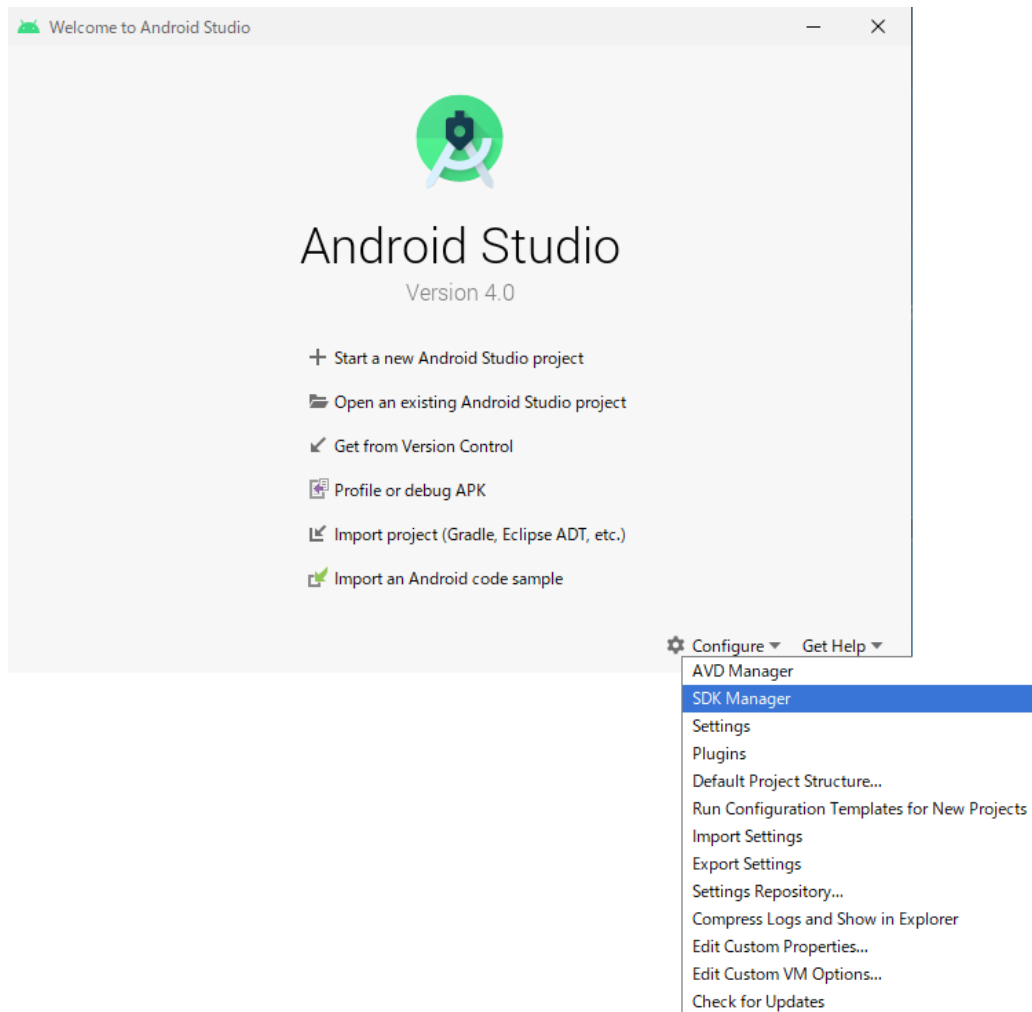 Welcome to Android Studio
Android Studio
Version 4.0
Start a new Android Studio project
Open an existing Android Studio project
Get from Version Control
Profile or debug APK
Import project (Gradle, Eclipse ADT, etc.)
Import an Android code sample
Configure Get Help
AVD Manager
SDK Manager
Settings
Plugins
Default Project Structure...
Run Configuration Templates for New Projects
Import Settings
Export Settings
Settings Repository...
Compress Logs and Show in Explorer
Edit Custom Properties...
Edit Custom VM Options...
Check for Updates